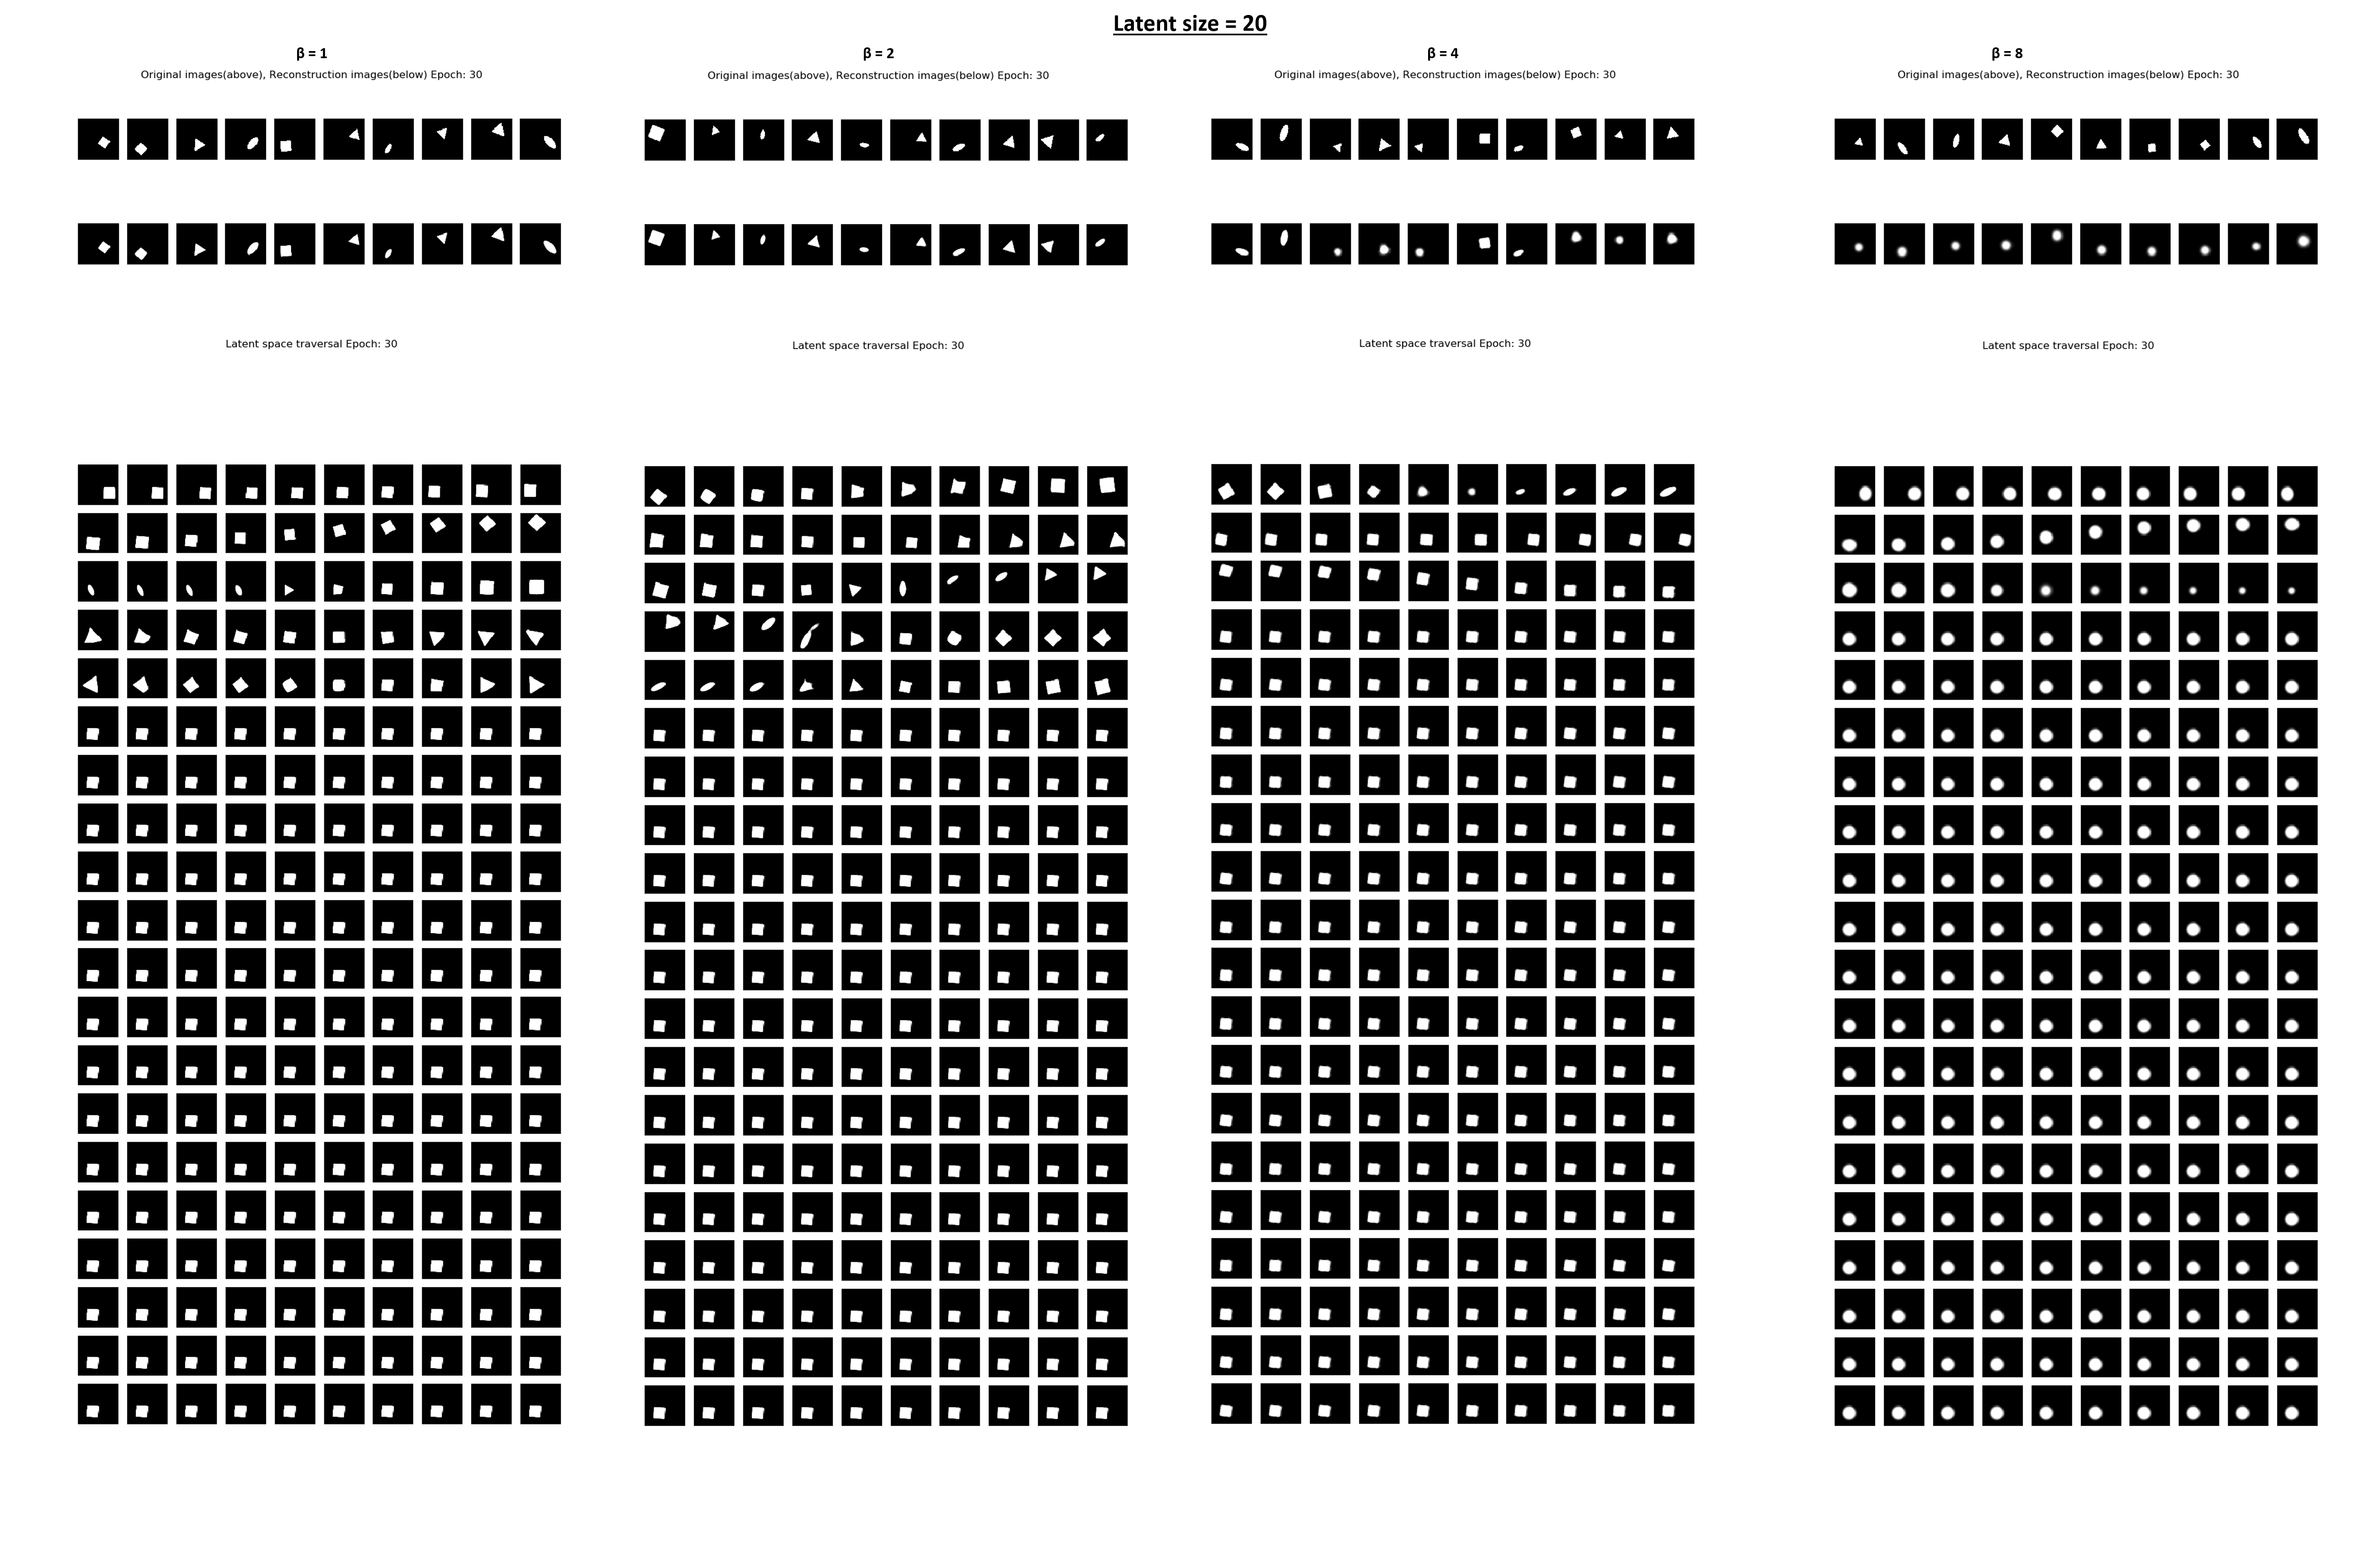 Latent size = 20
β = 1
β = 2
β = 4
β = 8
Original images(above), Reconstruction images(below) Epoch: 30
Original images(above), Reconstruction images(below) Epoch: 30
Original images(above), Reconstruction images(below) Epoch: 30
Original images(above), Reconstruction images(below) Epoch: 30
Latent space traversal Epoch: 30
Latent space traversal Epoch: 30
Latent space traversal Epoch: 30
Latent space traversal Epoch: 30